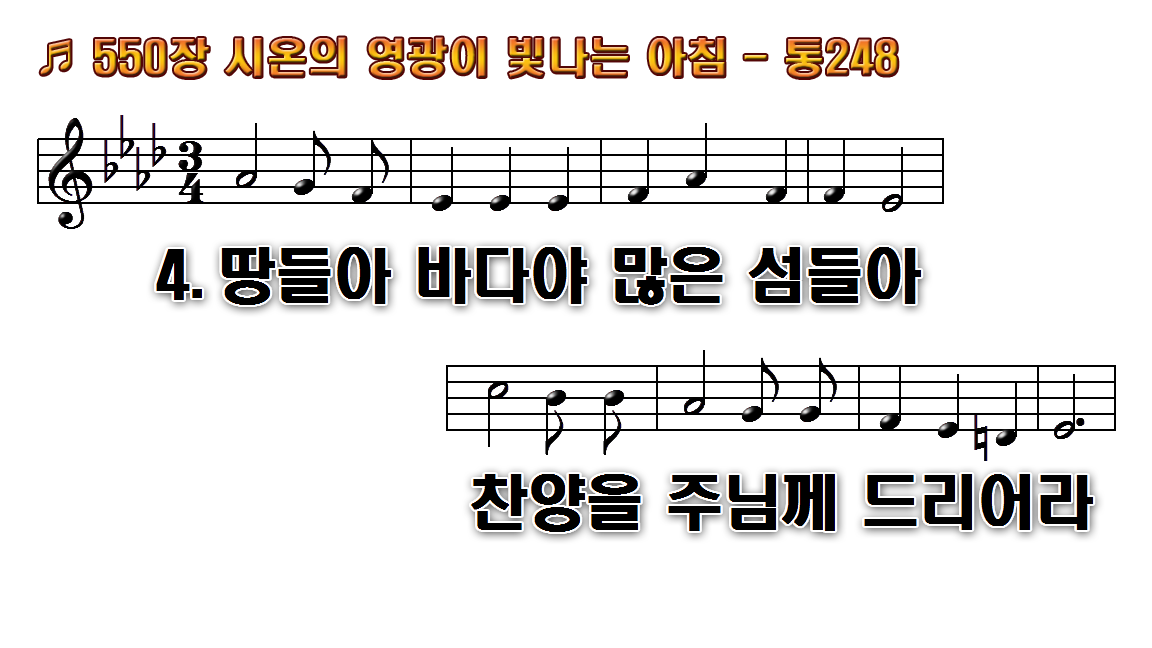 ♬ 550장 시온의 영광이 빛나는 아침 - 통248
3
4
4. 땅들아 바다야 많은 섬들아
찬양을 주님께 드리어라